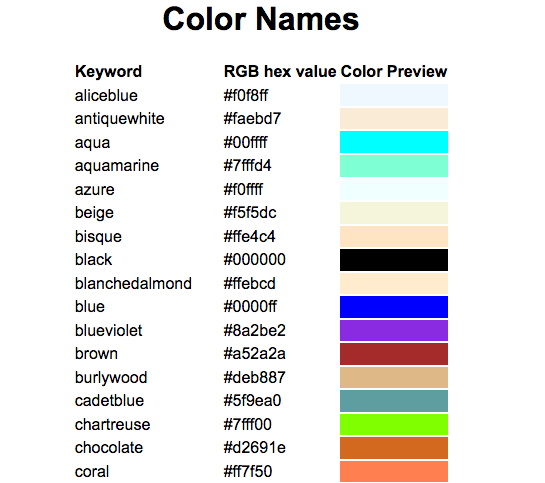 Color Names
Keyword RGB hex value Color Preview
aliceblue #f0f8ff
antiquewhite #faebd7
aqua #00ffff
aquamarine #7fffd4
azure #f0ffff
beige #f5f5dc
bisque #ffe4c4
black #000000
blanchedalmond #ffebcd
blue #0000ff
blueviolet #8a2be2
brown #a52a2a
burlywood #deb887
cadetblue #5f9ea0
chartreuse #7fff00
chocolate #d2691e
coral #ff7f50